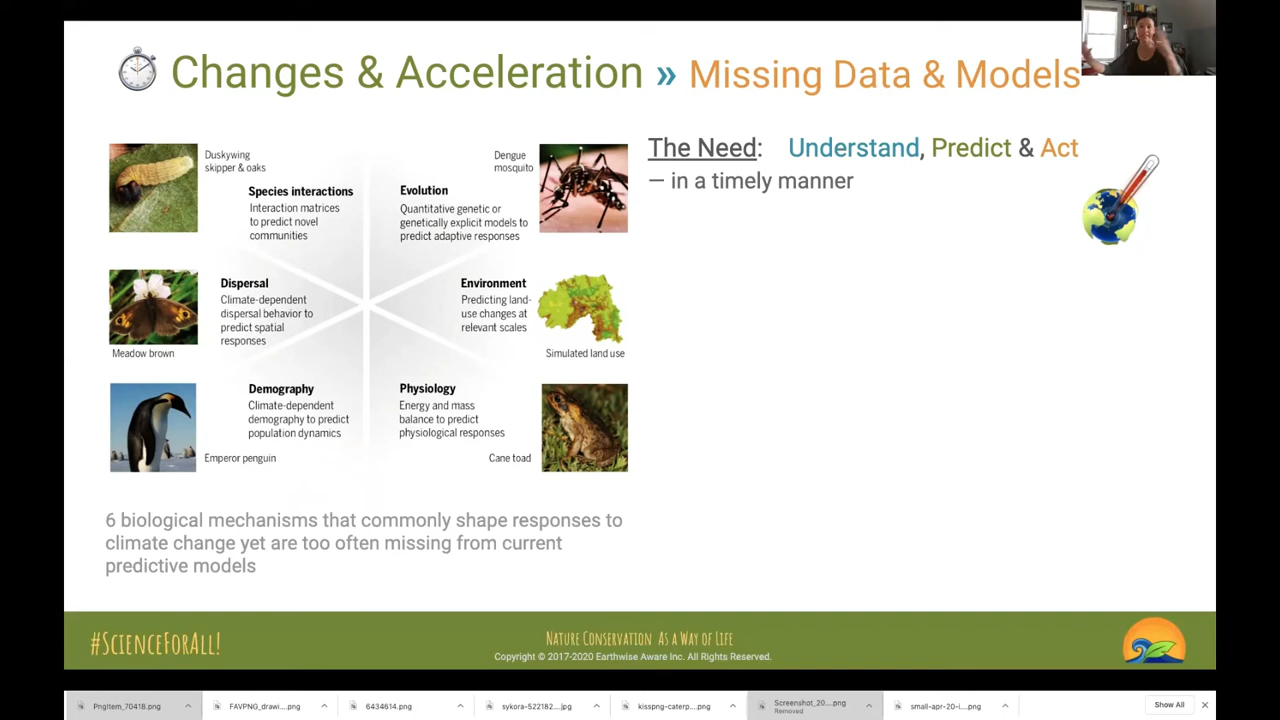 Changes & Acceleration » Missing Data & Models
Duskywing
skipper & oaks
Species interactions
Interaction matrices
to predict novel
communities
Dengue
mosquito
Evolution
Quantitative genetic or
genetically explicit models to
predict adaptive responses
Dispersal
Climate-dependent
dispersal behavior to
predict spatial
responses
Meadow brown
Environment
Predicting land-
use changes at
relevant scales
Simulated land use
Demography
Climate-dependent
demography to predict
population dynamics
Emperor penguin
Physiology
Energy and mass
balance to predict
physiological responses
Cane toad
6 biological mechanisms that commonly shape responses to
climate change yet are too often missing from current
predictive models
The Need: Understand, Predict & Act
– in a timely manner
#ScienceForAll!
Nature Conservation As a Way of Life
Copyright © 2017-2020 Earthwise Aware Inc. All Rights Reserved.
PngItem_70418.png
FAVPNG_drawi....png
6434614.png
sykora-522182....jpg
kisspng-caterp....png
Screenshot_20....png
Removed
small-apr-20-i....png
Show All